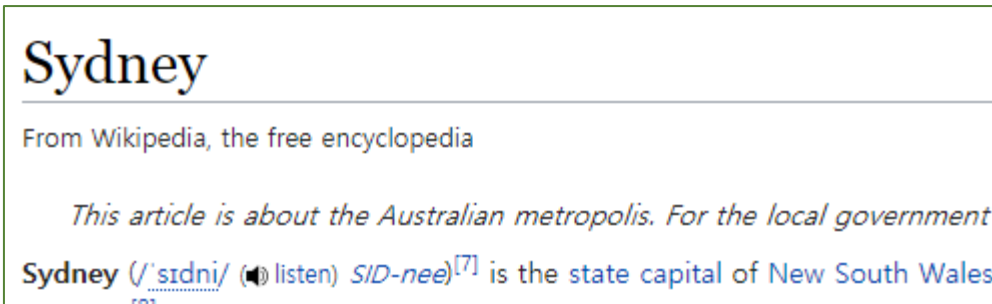 Sydney
From Wikipedia, the free encyclopedia
This article is about the Australian metropolis. For the local government
Sydney (/ˈsɪdni/ (listen) SID-nee)[7] is the state capital of New South Wales
[8]